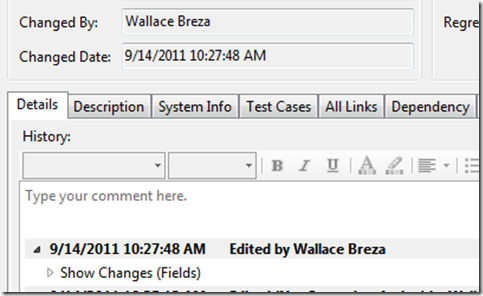 Changed By: Wallace Breza Regre
Changed Date: 9/14/2011 10:27:48 AM
Details Description System Info Test Cases All Links Dependency
History:
B I U A
Type your comment here.
9/14/2011 10:27:48 AM Edited by Wallace Breza
Show Changes (Fields)